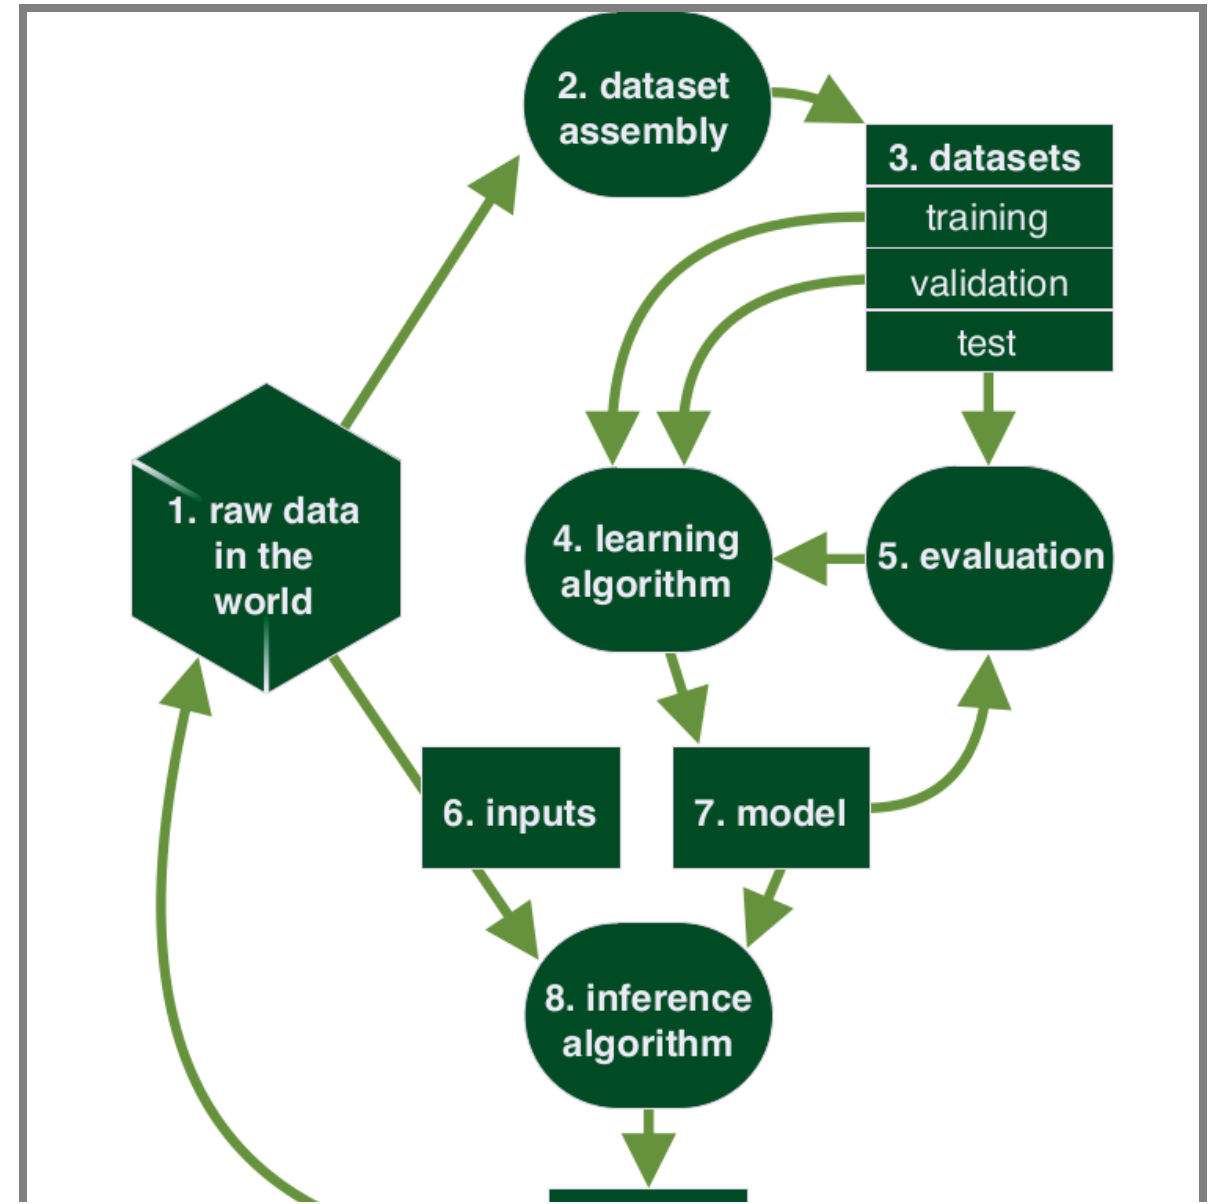 2. dataset
assembly
3. datasets
training
validation
test
1. raw data
in the
world
4. learning
algorithm
5. evaluation
6. inputs
7. model
8. inference
algorithm